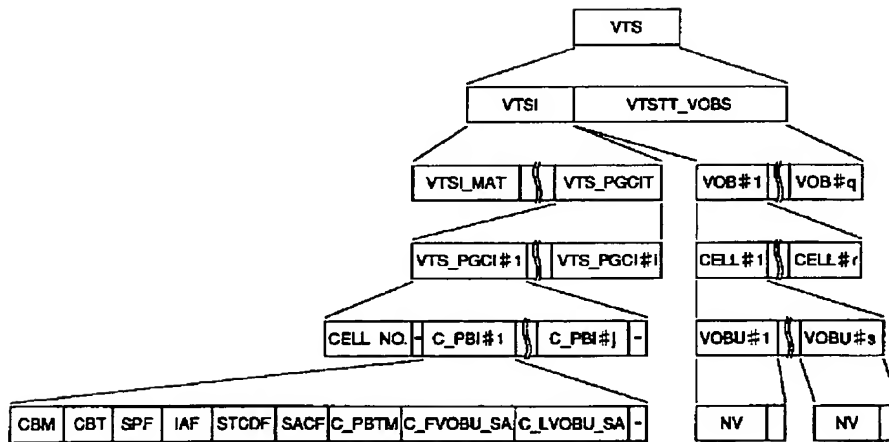 VTS
VTSI VTSTT_VOBS
VTSI_MAT VTS_PGCIT VOB#1 VOB#q
VTS_PGCI#1 VTS_PGCI#i CELL#1 CELL#r
CELL NO. - C_PBI#1 C_PBI#j - VOBU#1 VOBU#s
CBM CBT SPF IAF STCDF SACF C_PBTM C_FVOBU_SA C_LVOBU_SA - NV NV